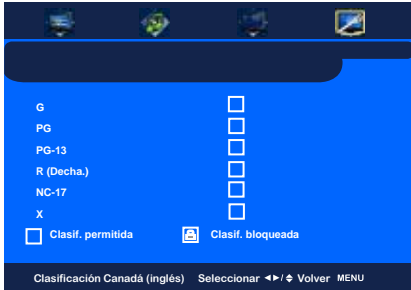 G
PG
PG-13
R (Decha.)
NC-17
X
Clasif. permitida Clasif. bloqueada
Clasificación Canadá (inglés) Seleccionar ◄►/♦ Volver MENU